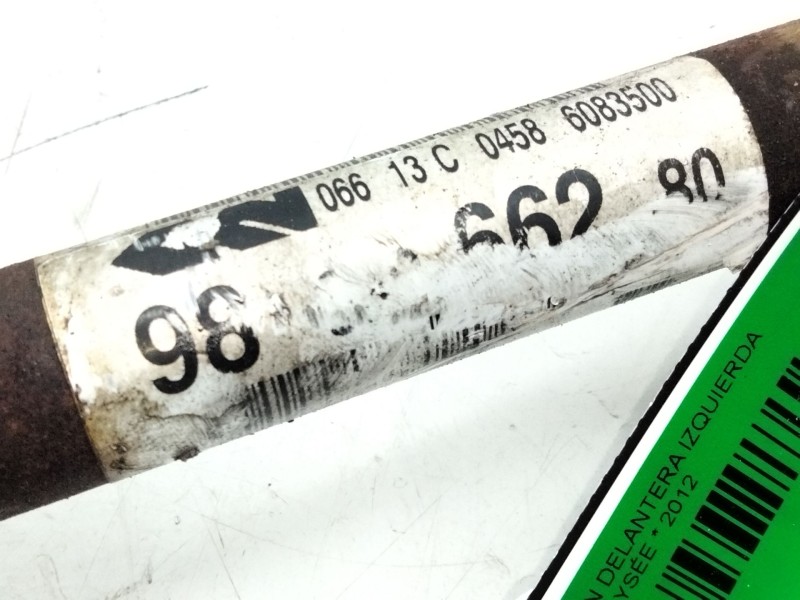 066 13 C 0458 6083500
98 662 80
N DELANTERA IZQUIERDA
YSÉE * 2012